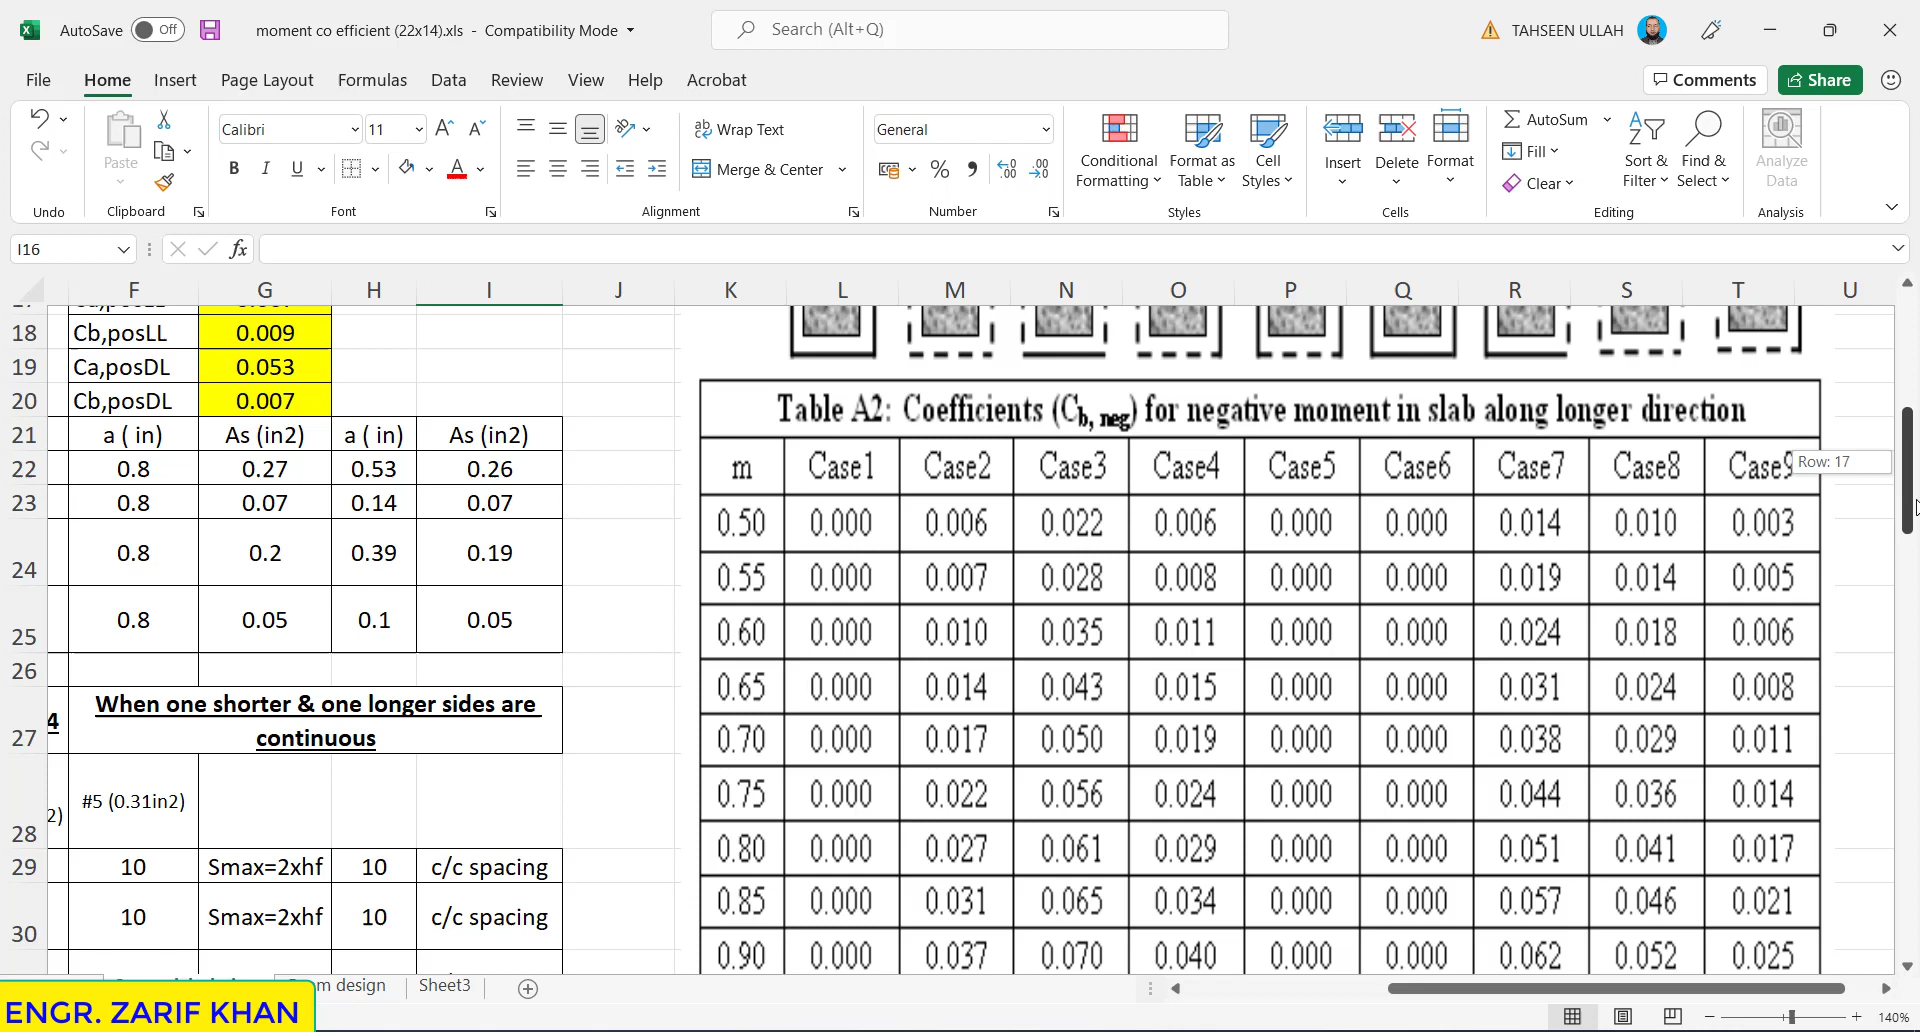 AutoSave Off moment co efficient (22x14).xls - Compatibility Mode Search (Alt+Q) TAHSEEN ULLAH
File Home Insert Page Layout Formulas Data Review View Help Acrobat Comments Share
Calibri 11 Wrap Text General AutoSum
Paste Conditional Formatting Format as Table Cell Styles Insert Delete Format Fill Sort & Filter Find & Select Analyze Data
B I U Merge & Center % Clear
Undo Clipboard Font Alignment Number Styles Cells Editing Analysis
I16 fx
F G H I J K L M N O P Q R S T U
18 Cb,posLL 0.009
19 Ca,posDL 0.053
20 Cb,posDL 0.007
21 a ( in) As (in2) a ( in) As (in2)
22 0.8 0.27 0.53 0.26
23 0.8 0.07 0.14 0.07
24 0.8 0.2 0.39 0.19
25 0.8 0.05 0.1 0.05
26
27 4 When one shorter & one longer sides are
continuous
28 2) #5 (0.31in2)
29 10 Smax=2xhf 10 c/c spacing
30 10 Smax=2xhf 10 c/c spacing
Table A2: Coefficients (Cb, neg) for negative moment in slab along longer direction
m Case1 Case2 Case3 Case4 Case5 Case6 Case7 Case8 Case9
Row: 17
0.50 0.000 0.006 0.022 0.006 0.000 0.000 0.014 0.010 0.003
0.55 0.000 0.007 0.028 0.008 0.000 0.000 0.019 0.014 0.005
0.60 0.000 0.010 0.035 0.011 0.000 0.000 0.024 0.018 0.006
0.65 0.000 0.014 0.043 0.015 0.000 0.000 0.031 0.024 0.008
0.70 0.000 0.017 0.050 0.019 0.000 0.000 0.038 0.029 0.011
0.75 0.000 0.022 0.056 0.024 0.000 0.000 0.044 0.036 0.014
0.80 0.000 0.027 0.061 0.029 0.000 0.000 0.051 0.041 0.017
0.85 0.000 0.031 0.065 0.034 0.000 0.000 0.057 0.046 0.021
0.90 0.000 0.037 0.070 0.040 0.000 0.000 0.062 0.052 0.025
m design Sheet3
ENGR. ZARIF KHAN
140%